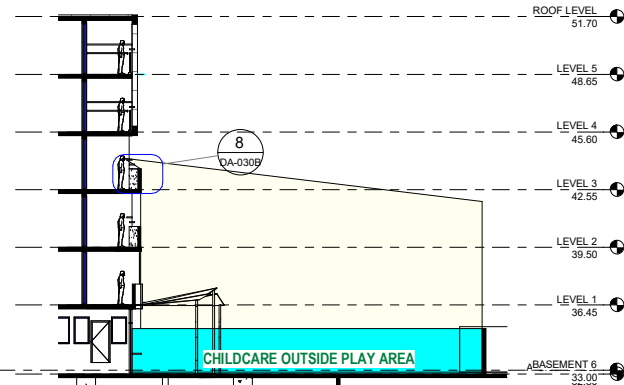 ROOF LEVEL
51.70
LEVEL 5
48.65
LEVEL 4
45.60
8
DA-030B
LEVEL 3
42.55
LEVEL 2
39.50
LEVEL 1
36.45
CHILDCARE OUTSIDE PLAY AREA
BASEMENT 6
33.00